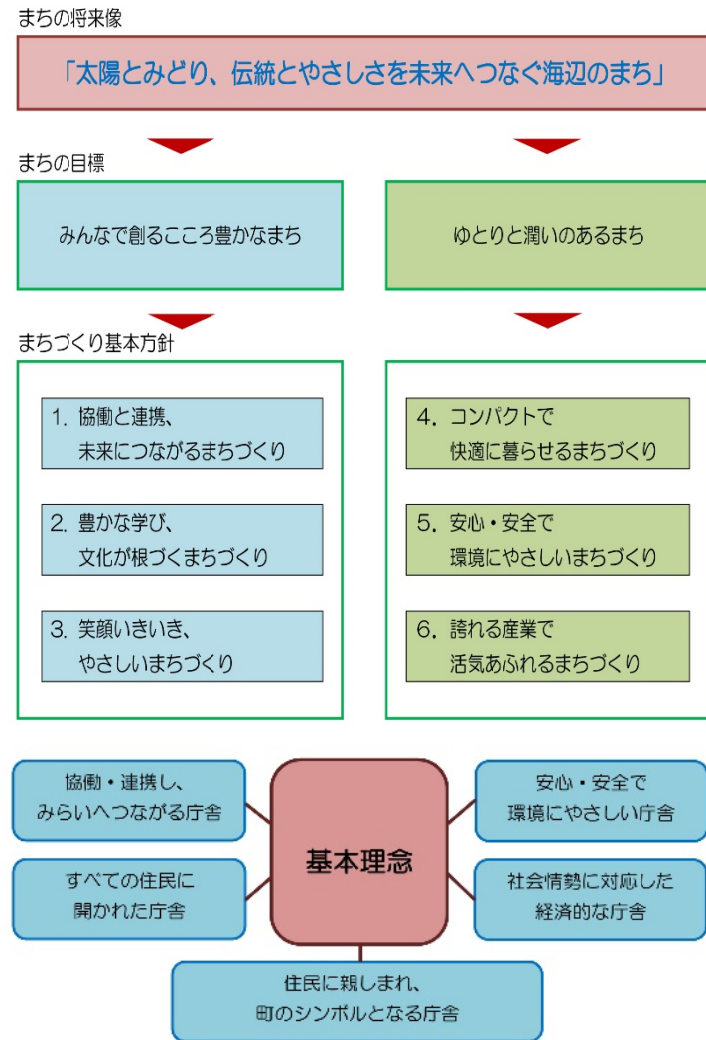 まちの将来像
「太陽とみどり、伝統とやさしさを未来へつなぐ海辺のまち」
まちの目標
みんなで創るこころ豊かなまち
ゆとりと潤いのあるまち
まちづくり基本方針
1. 協働と連携、
未来につながるまちづくり
2. 豊かな学び、
文化が根づくまちづくり
3. 笑顔いきいき、
やさしいまちづくり
4. コンパクトで
快適に暮らせるまちづくり
5. 安心・安全で
環境にやさしいまちづくり
6. 誇れる産業で
活気あふれるまちづくり
協働・連携し、
みらいへつながる庁舎
すべての住民に
開かれた庁舎
基本理念
安心・安全で
環境にやさしい庁舎
社会情勢に対応した
経済的な庁舎
住民に親しまれ、
町のシンボルとなる庁舎